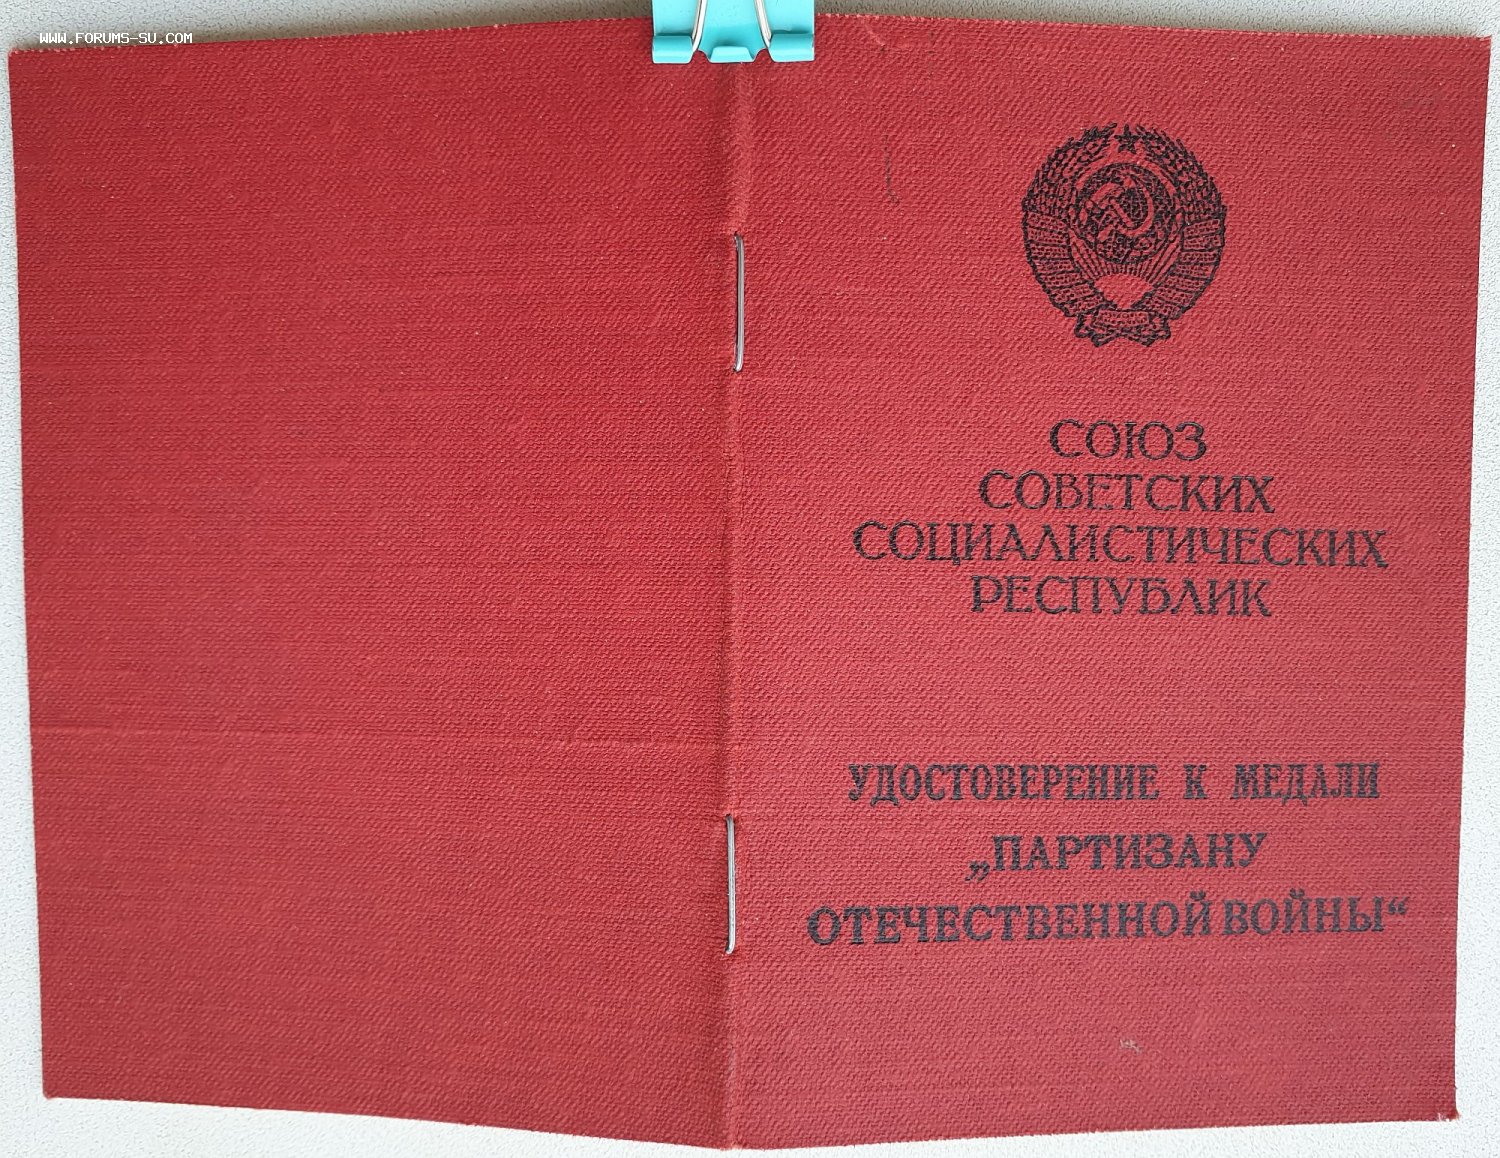 WWW.FORUMS-SU.COM
СОЮЗ
СОВЕТСКИХ
СОЦИАЛИСТИЧЕСКИХ
РЕСПУБЛИК
УДОСТОВЕРЕНИЕ К МЕДАЛИ
„ПАРТИЗАНУ
ОТЕЧЕСТВЕННОЙ ВОЙНЫ“